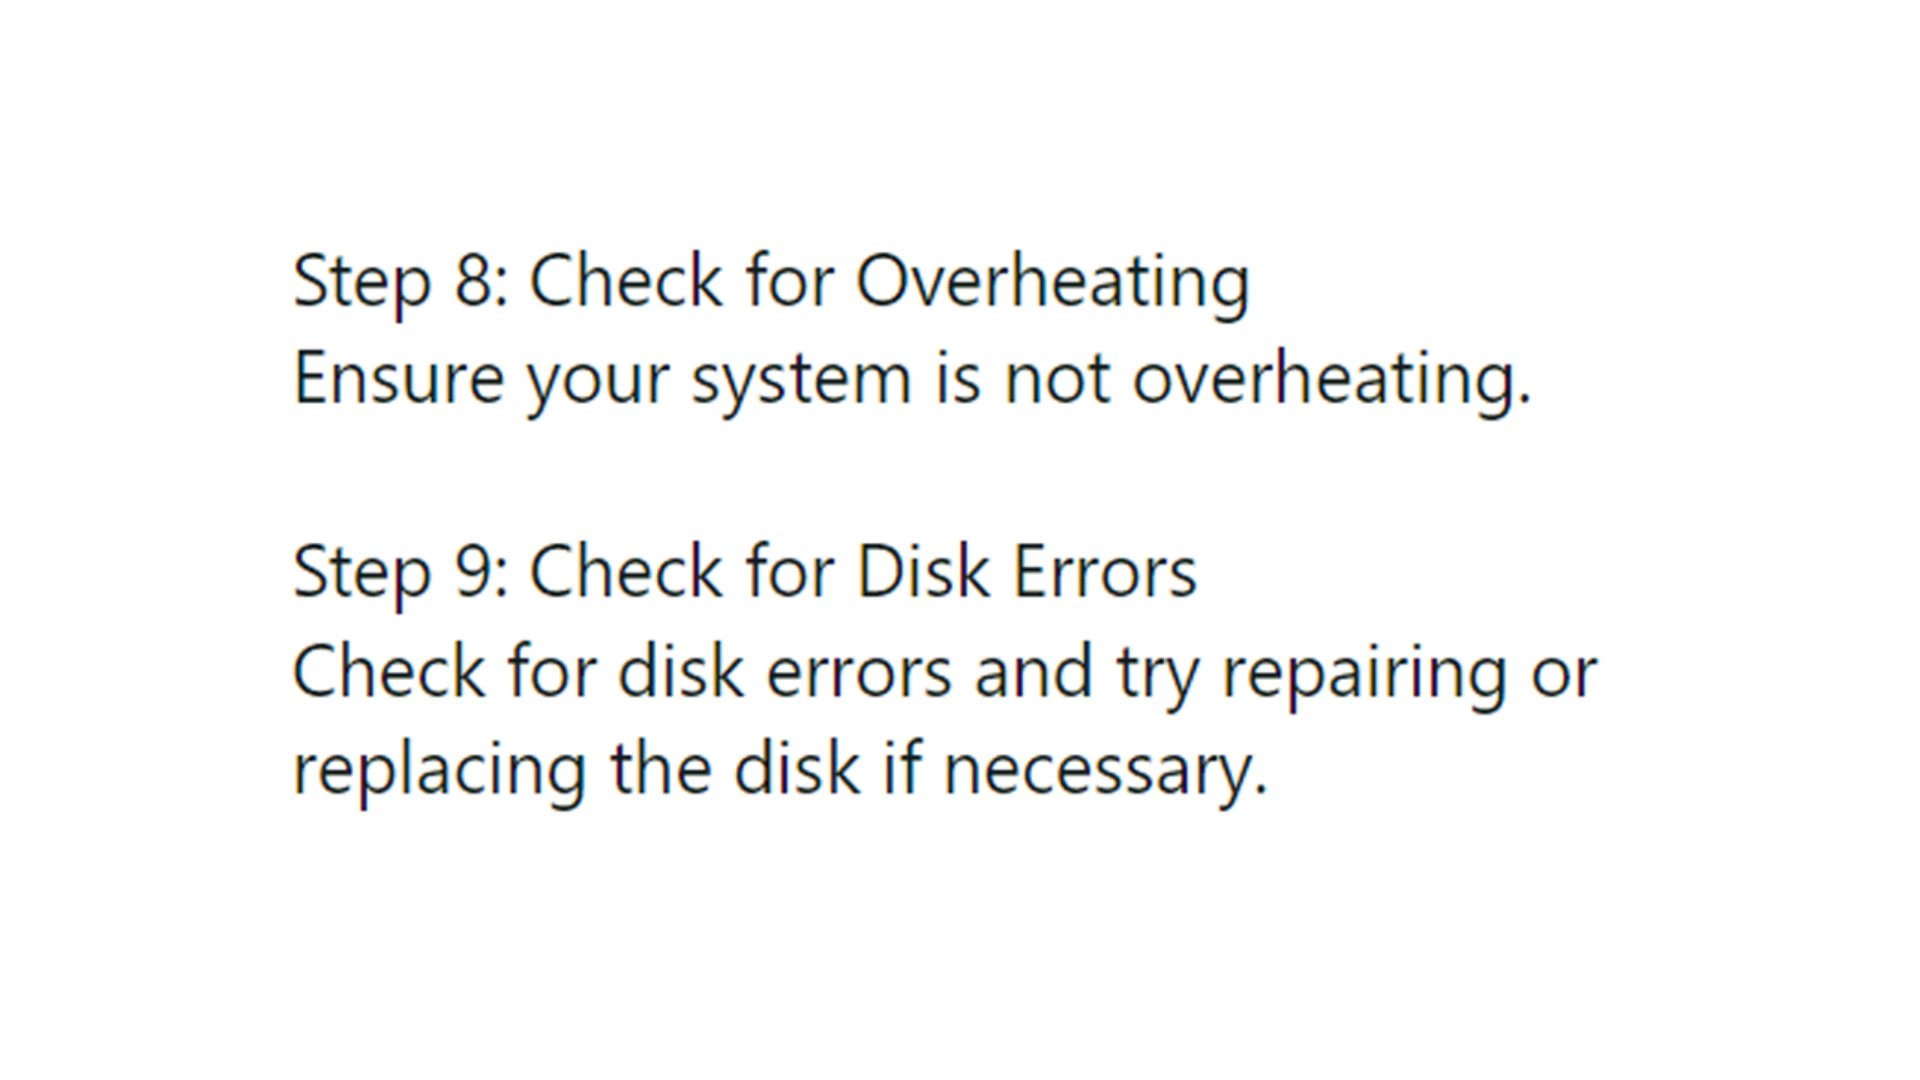 Step 8: Check for Overheating
Ensure your system is not overheating.
Step 9: Check for Disk Errors
Check for disk errors and try repairing or
replacing the disk if necessary.